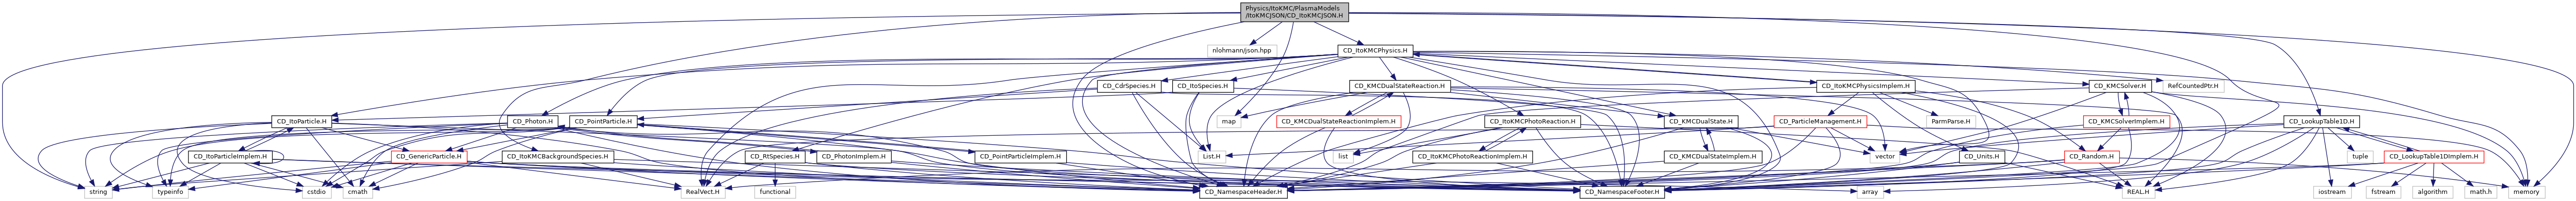 Physics/ItoKMC/PlasmaModels
/ItoKMCJSON/CD_ItoKMCJSON.H
nlohmann/json.hpp
CD_ItoKMCPhysics.H
CD_CdrSpecies.H
CD_ItoSpecies.H
CD_KMCDualStateReaction.H
CD_ItoKMCPhysicsImplem.H
CD_KMCSolver.H
RefCountedPtr.H
CD_ItoParticle.H
CD_Photon.H
CD_PointParticle.H
map
CD_KMCDualStateReactionImplem.H
CD_ItoKMCPhotoReaction.H
CD_KMCDualState.H
CD_ParticleManagement.H
ParmParse.H
CD_KMCSolverImplem.H
CD_LookupTable1D.H
CD_ItoParticleImplem.H
CD_GenericParticle.H
CD_ItoKMCBackgroundSpecies.H
CD_RtSpecies.H
CD_PhotonImplem.H
CD_PointParticleImplem.H
List.H
list
CD_ItoKMCPhotoReactionImplem.H
CD_KMCDualStateImplem.H
vector
CD_Units.H
CD_Random.H
tuple
CD_LookupTable1DImplem.H
string
typeinfo
cstdio
cmath
RealVect.H
functional
CD_NamespaceHeader.H
CD_NamespaceFooter.H
array
REAL.H
iostream
fstream
algorithm
math.h
memory